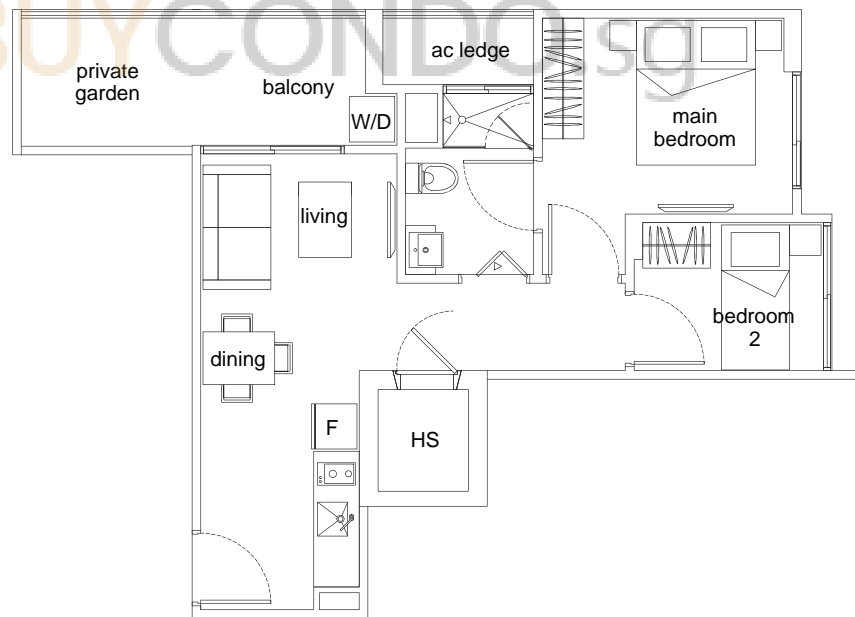 BUYCONDO.sg
ac ledge
private
garden
balcony
W/D
main
bedroom
living
bedroom
2
dining
F
HS